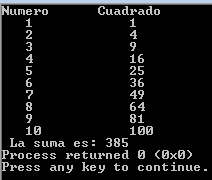 Numero Cuadrado
1 1
2 4
3 9
4 16
5 25
6 36
7 49
8 64
9 81
10 100
La suma es: 385
Process returned 0 (0x0)
Press any key to continue.